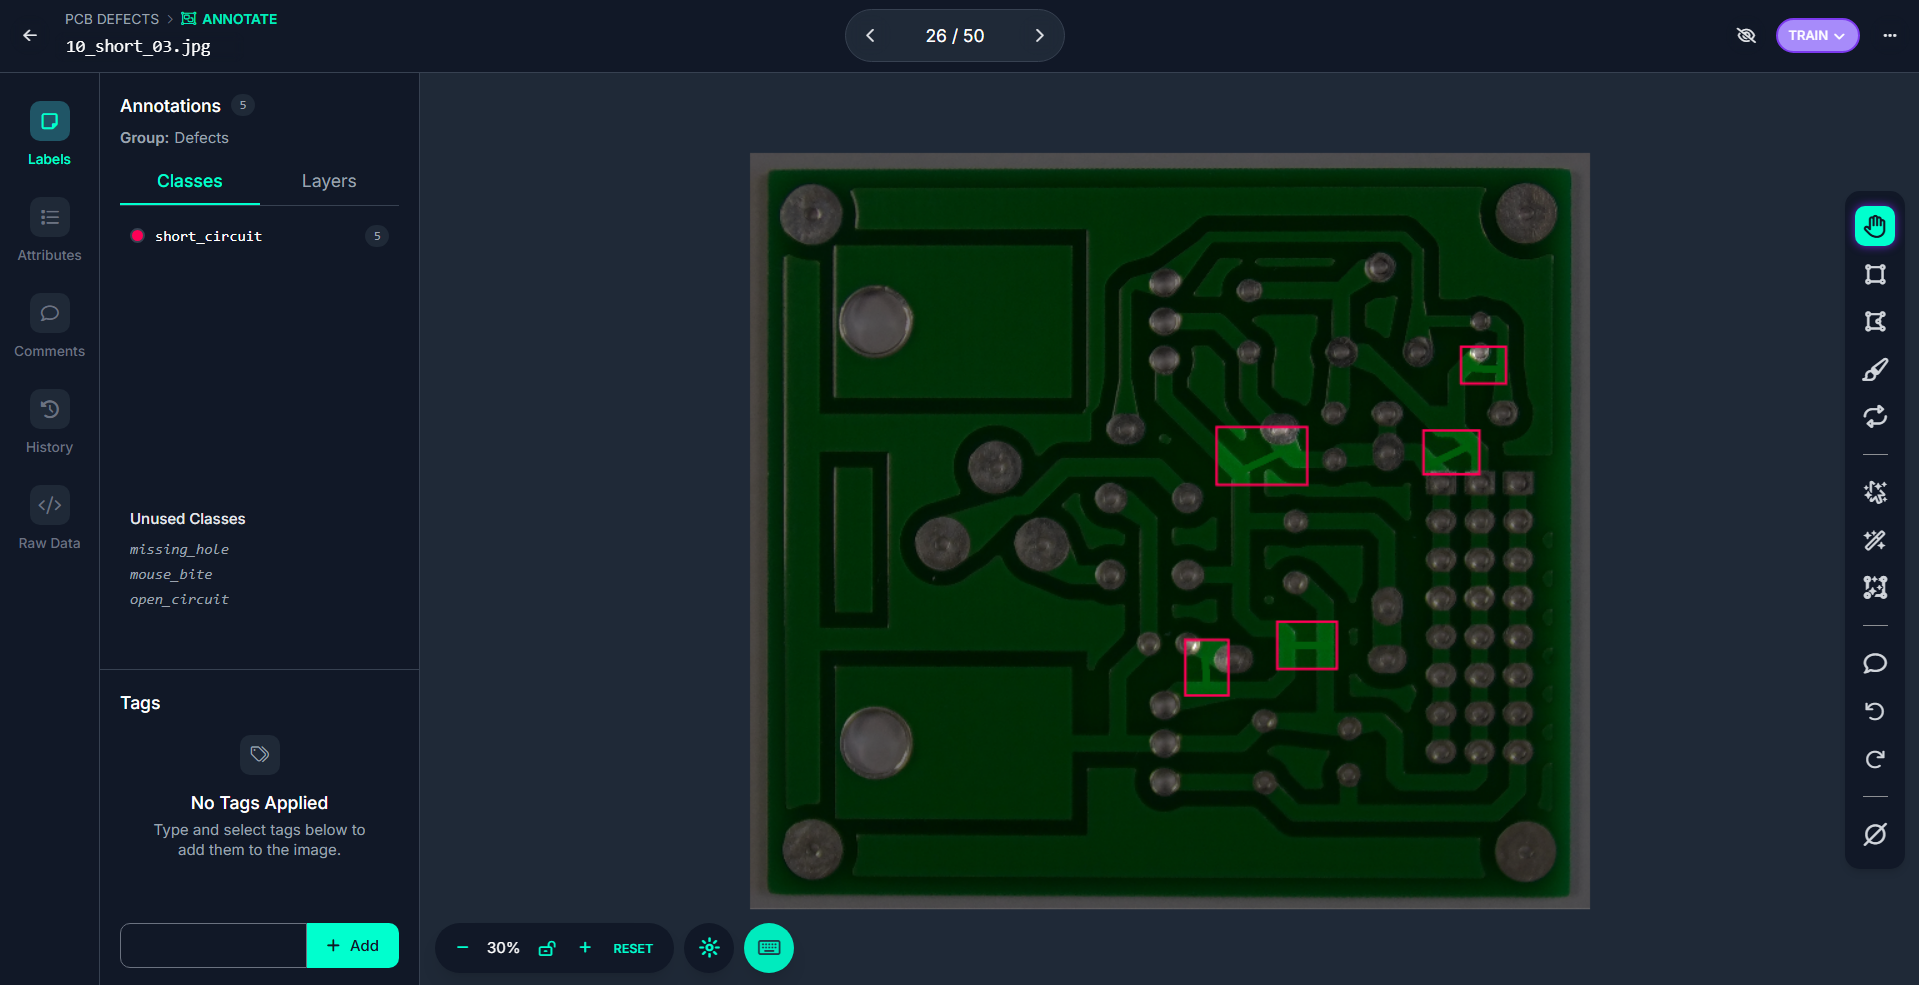 PCB DEFECTS > ANNOTATE
10_short_03.jpg
26 / 50
TRAIN
Labels
Attributes
Comments
History
Raw Data
Annotations 5
Group: Defects
Classes Layers
short_circuit 5
Unused Classes
missing_hole
mouse_bite
open_circuit
Tags
No Tags Applied
Type and select tags below to
add them to the image.
+ Add
− 30% + RESET